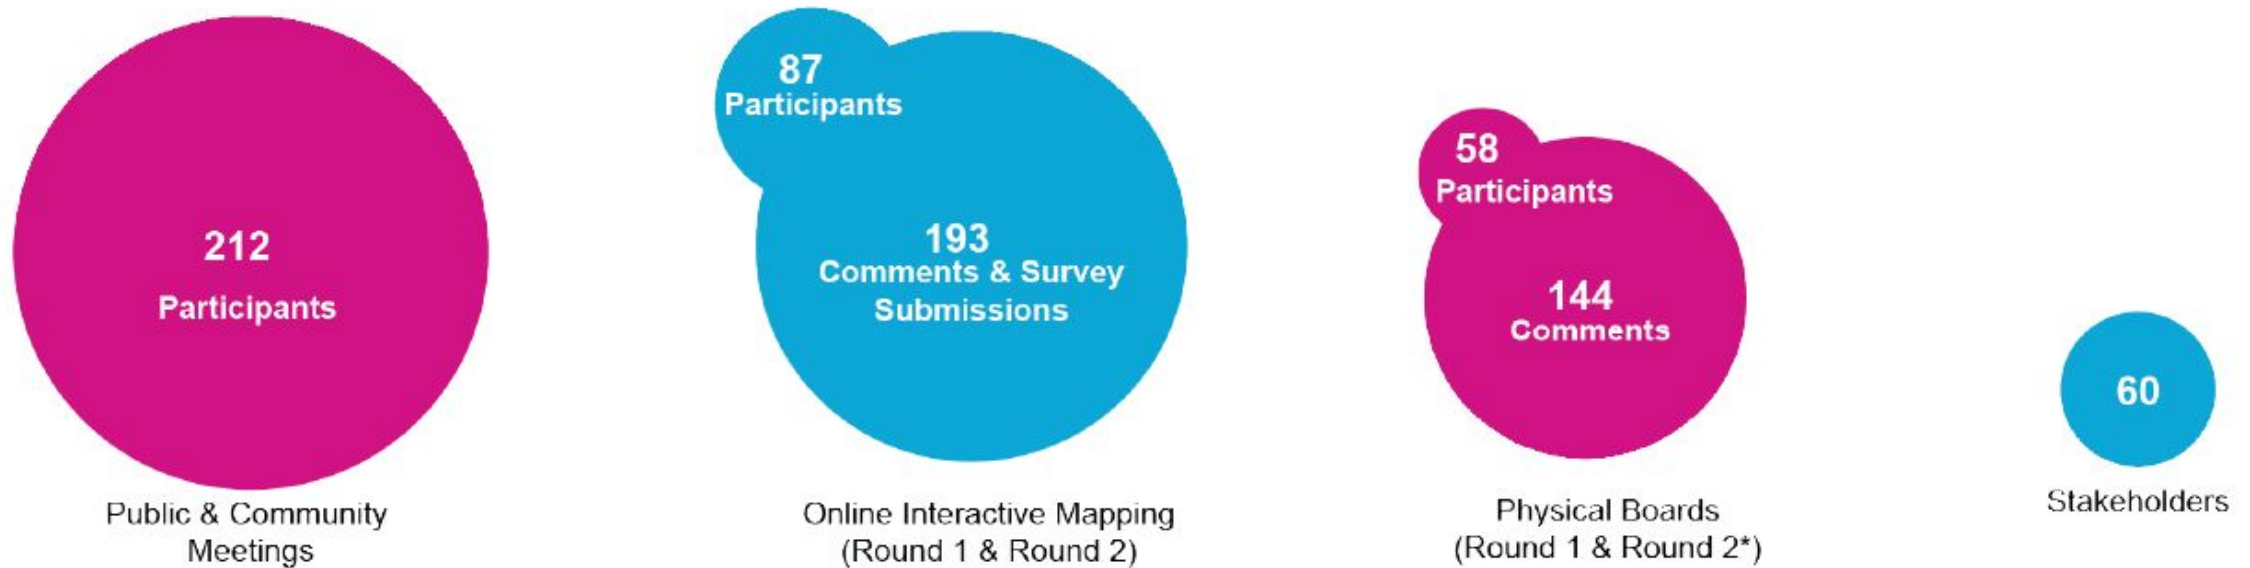 212
Participants
Public & Community
Meetings
87
Participants
193
Comments & Survey
Submissions
Online Interactive Mapping
(Round 1 & Round 2)
58
Participants
144
Comments
Physical Boards
(Round 1 & Round 2*)
60
Stakeholders